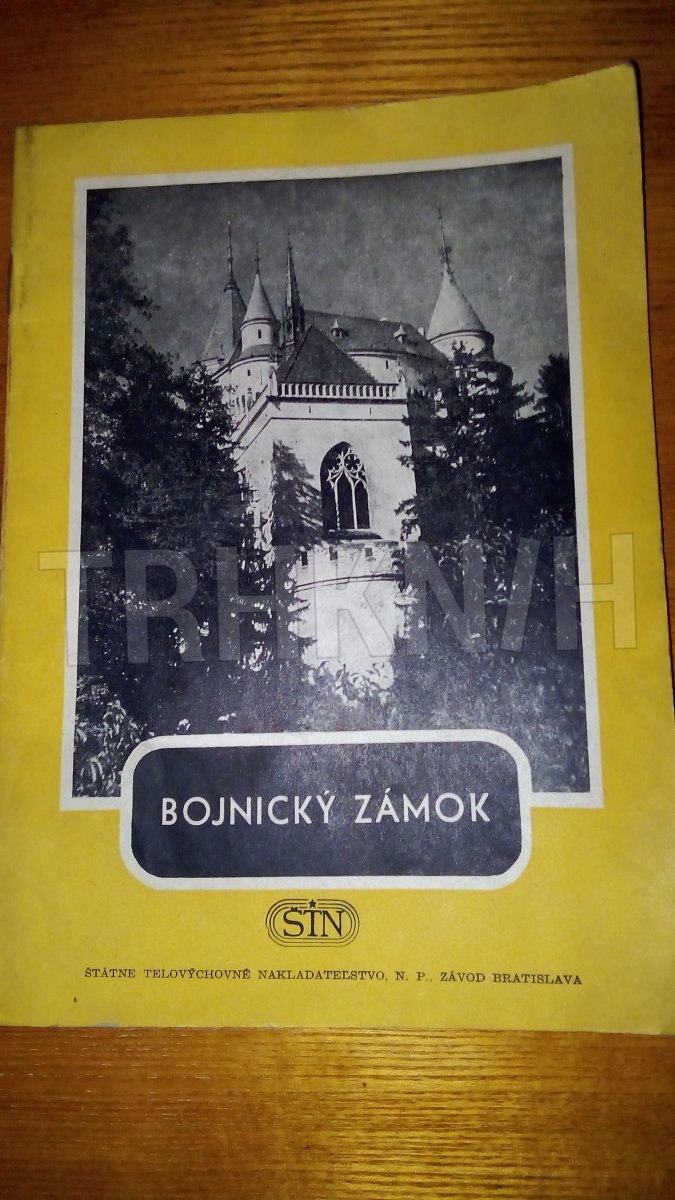 TRHKNIH
BOJNICKÝ ZÁMOK
ŠTN
ŠTÁTNE TELOVÝCHOVNÉ NAKLADATEĽSTVO, N. P., ZÁVOD BRATISLAVA